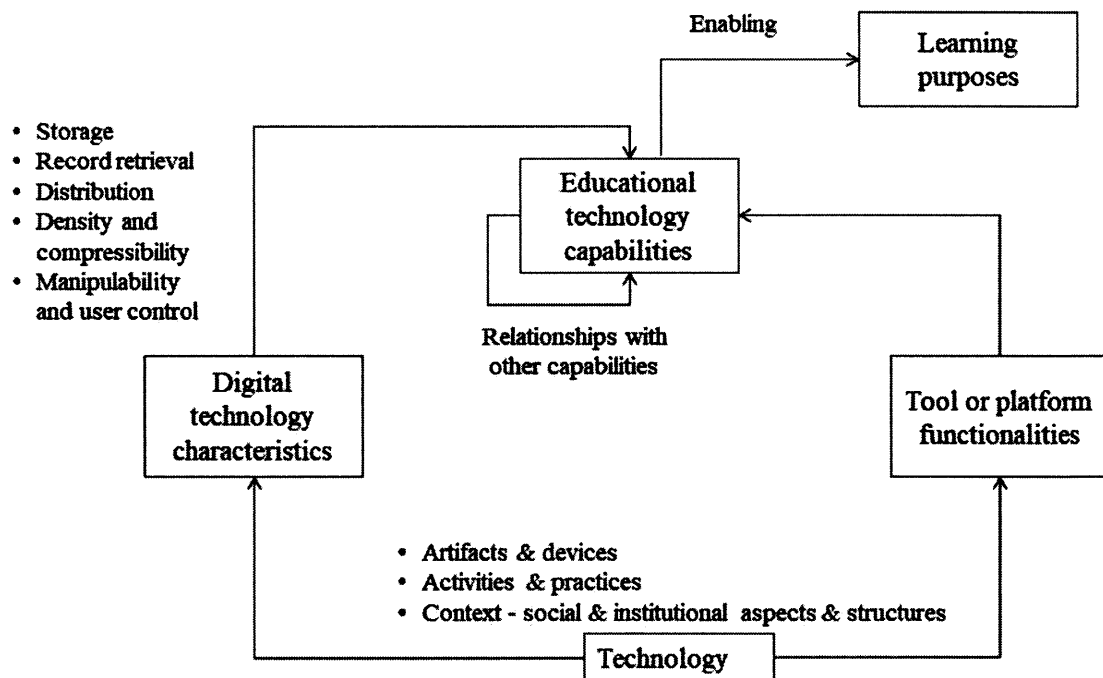 Enabling
Learning
purposes
• Storage
• Record retrieval
• Distribution
• Density and
compressibility
• Manipulability
and user control
Educational
technology
capabilities
Relationships with
other capabilities
Digital
technology
characteristics
Tool or platform
functionalities
• Artifacts & devices
• Activities & practices
• Context - social & institutional aspects & structures
Technology